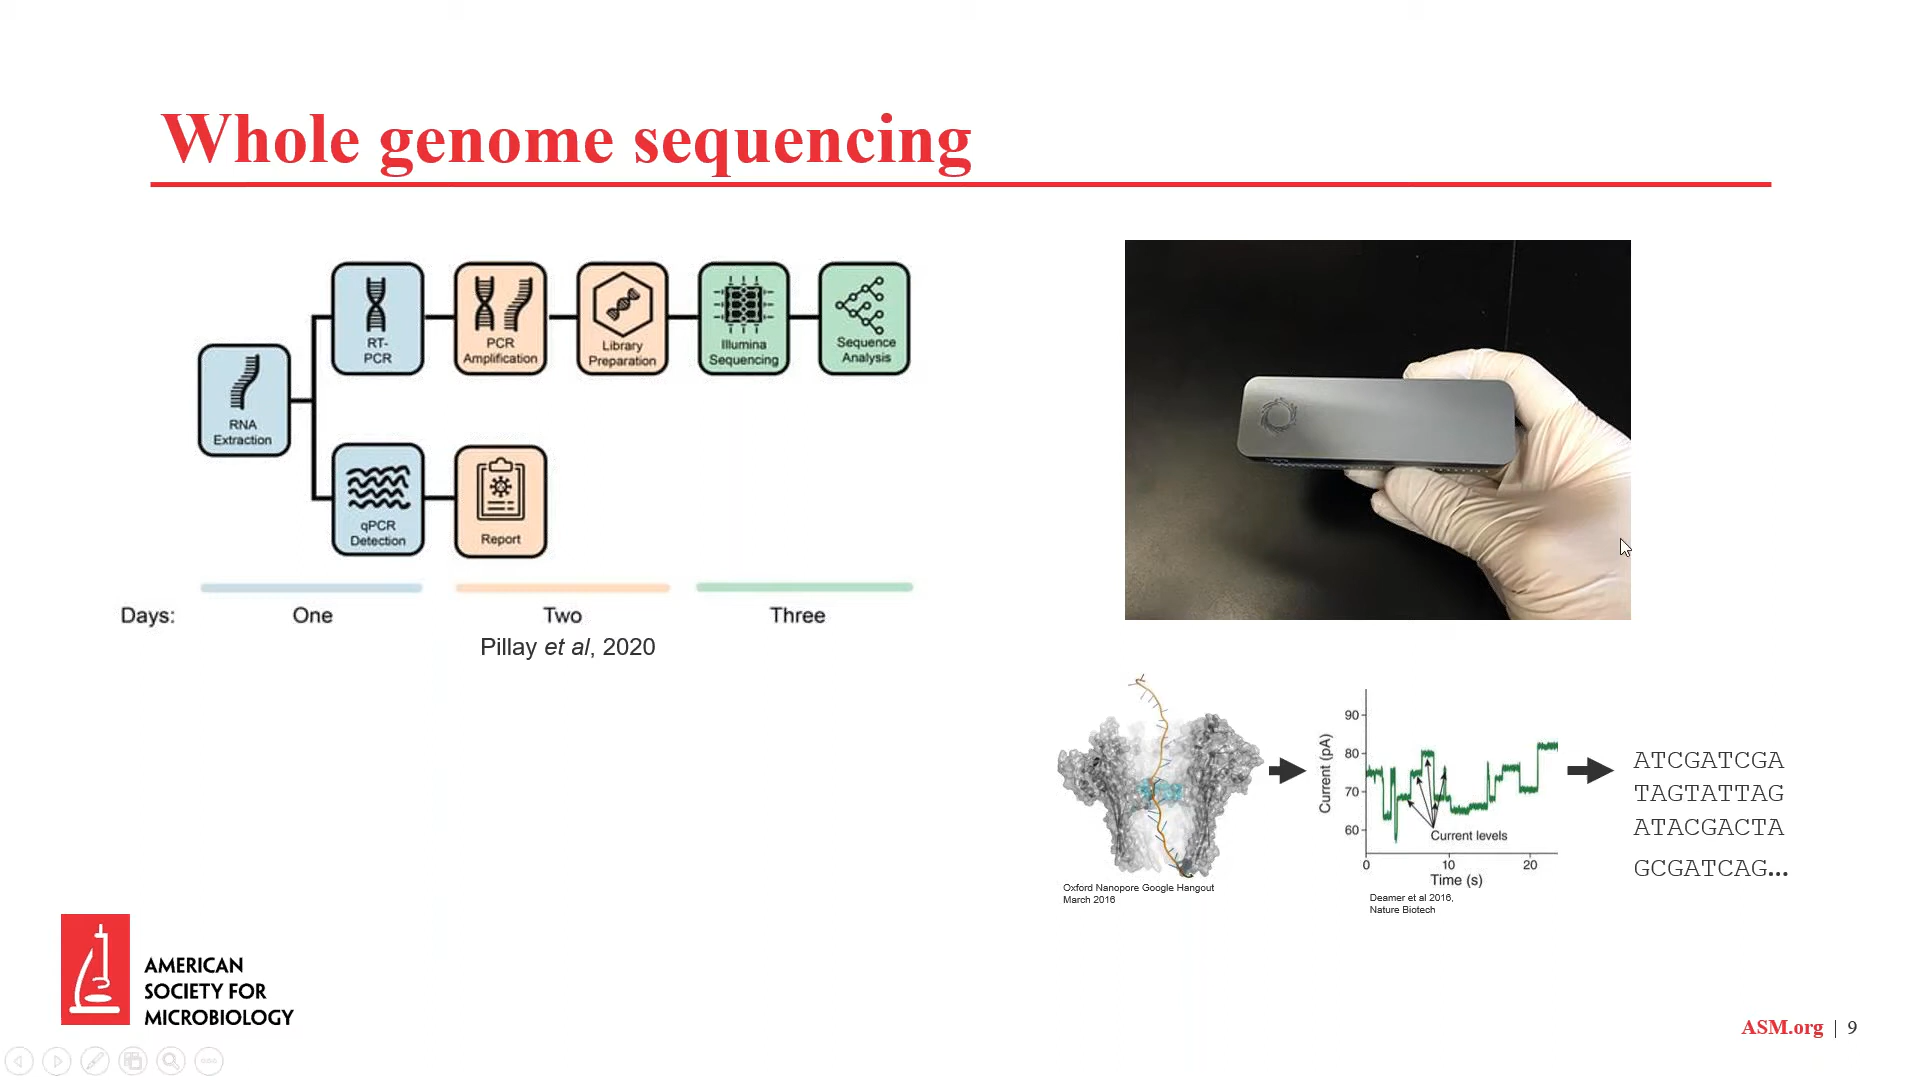 Whole genome sequencing
RNA
Extraction
RT-
PCR
PCR
Amplification
Library
Preparation
Illumina
Sequencing
Sequence
Analysis
qPCR
Detection
Report
Days:
One
Two
Three
Pillay et al, 2020
Oxford Nanopore Google Hangout
March 2016
Current (pA)
90
80
70
60
Current levels
0
10
20
Time (s)
Deamer et al 2016,
Nature Biotech
ATCGATCGA
TAGTATTAG
ATACGACTA
GCGATCAG...
AMERICAN
SOCIETY FOR
MICROBIOLOGY
ASM.org | 9